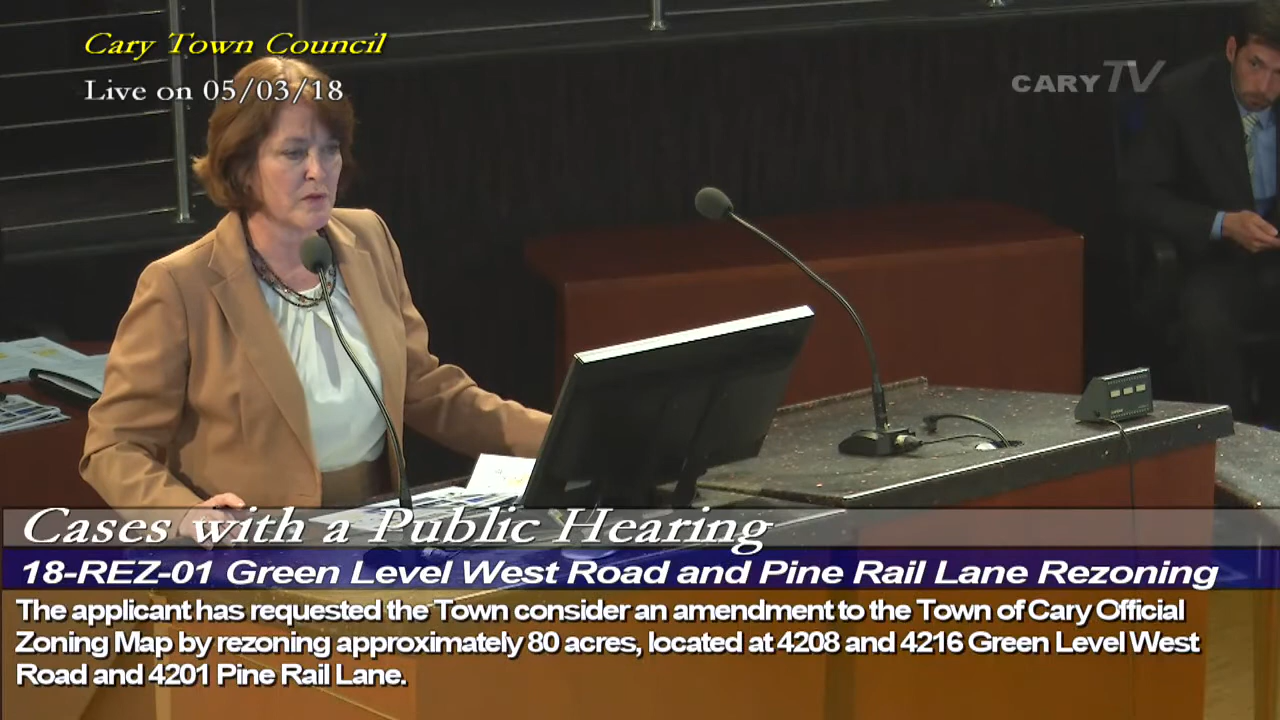 Cary Town Council
Live on 05/03/18
CARY TV
Cases with a Public Hearing
18-REZ-01 Green Level West Road and Pine Rail Lane Rezoning
The applicant has requested the Town consider an amendment to the Town of Cary Official
Zoning Map by rezoning approximately 80 acres, located at 4208 and 4216 Green Level West
Road and 4201 Pine Rail Lane.